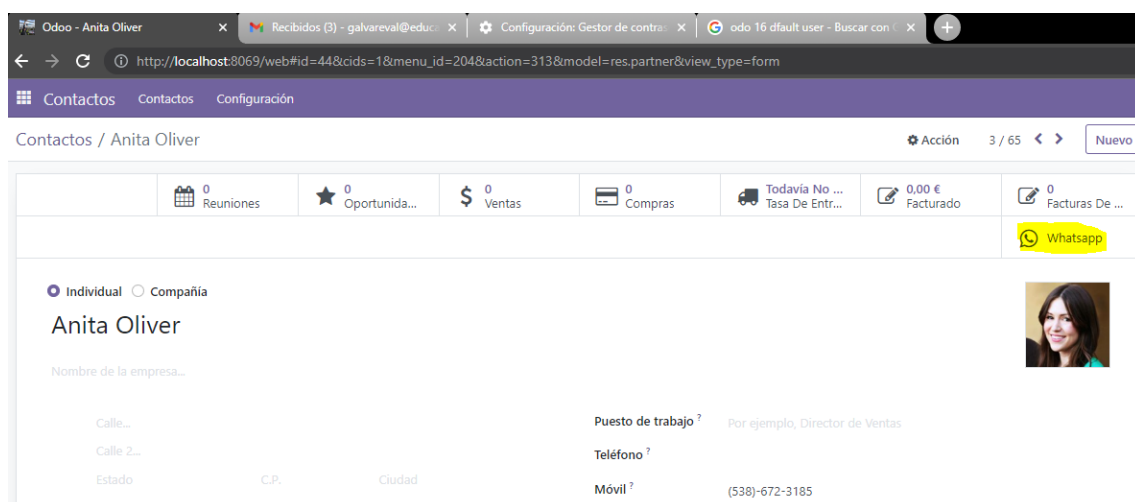 Odoo - Anita Oliver
Recibidos (3) - galvareval@educa
Configuración: Gestor de contras
odo 16 dfault user - Buscar con
http://localhost:8069/web#id=44&cids=1&menu_id=204&action=313&model=res.partner&view_type=form
Contactos Contactos Configuración
Contactos / Anita Oliver
Acción 3 / 65 Nuevo
0 Reuniones
0 Oportunida...
0 Ventas
0 Compras
Todavía No ... Tasa De Entr...
0,00 € Facturado
0 Facturas De ...
Whatsapp
Individual Compañía
Anita Oliver
Nombre de la empresa...
Calle...
Puesto de trabajo ? Por ejemplo, Director de Ventas
Calle 2...
Teléfono ?
Estado C.P. Ciudad
Móvil ? (538)-672-3185